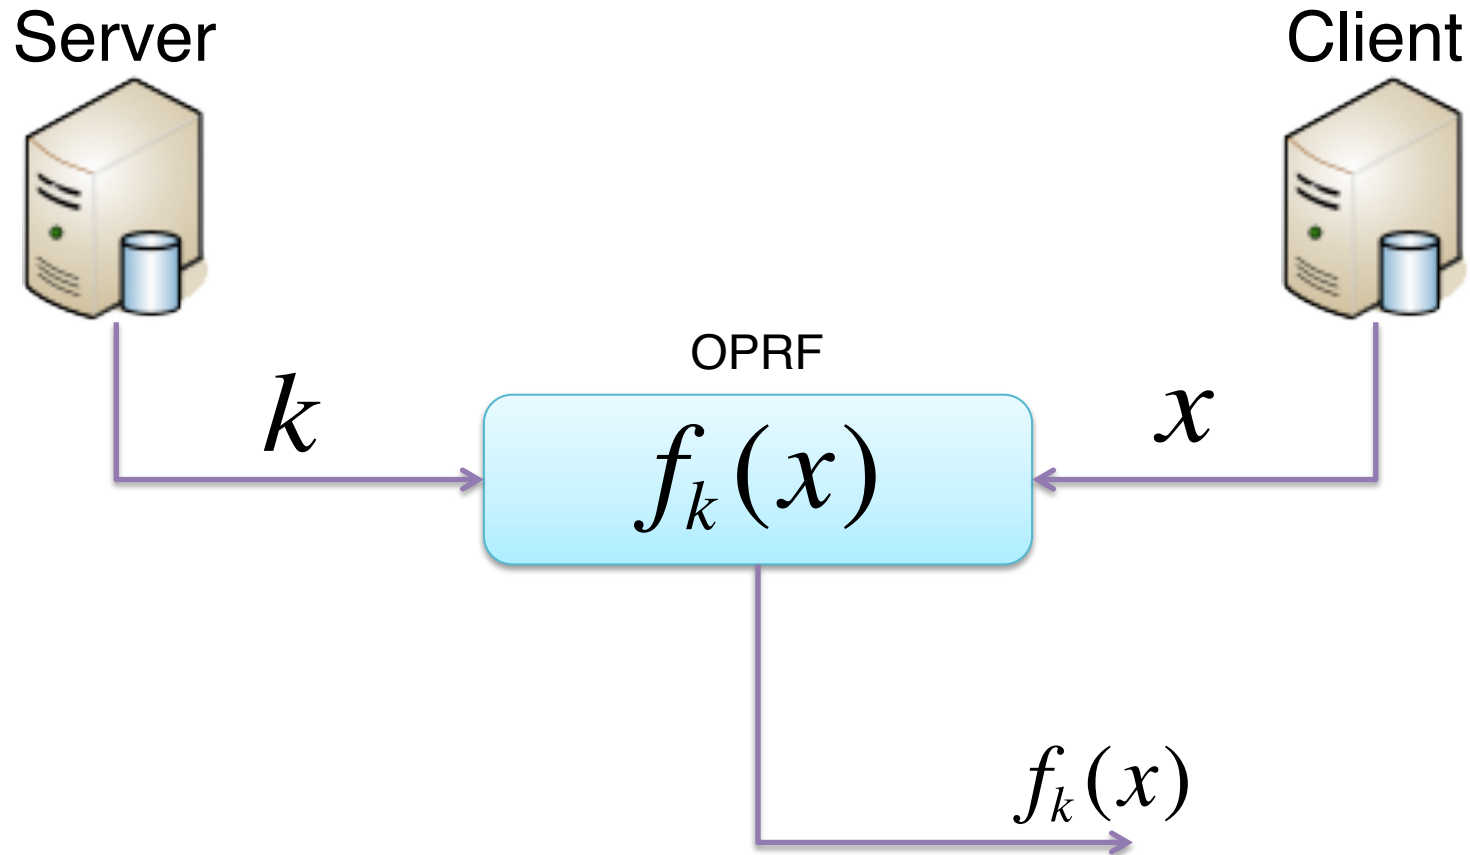 Server
Client
OPRF
k
x
f_k(x)
f_k(x)